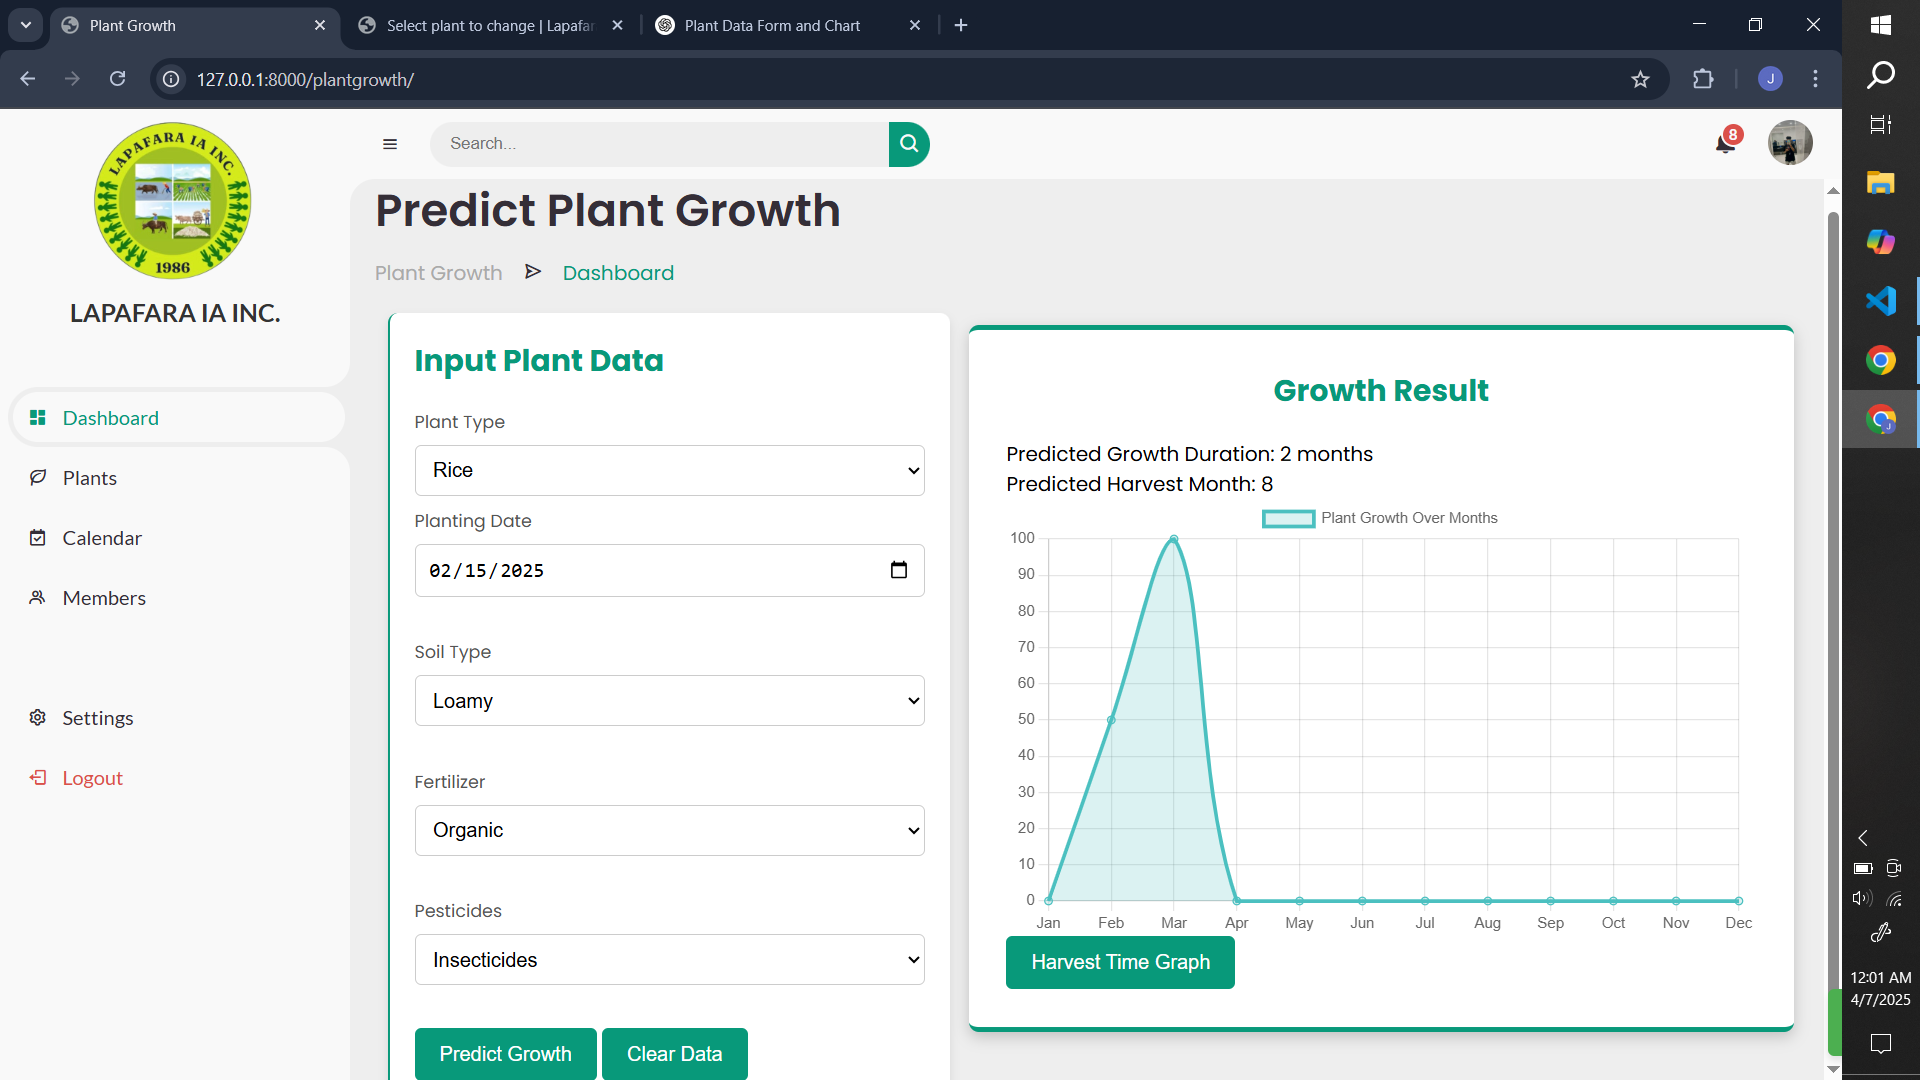 Plant Growth
Select plant to change | Lapafar
Plant Data Form and Chart
127.0.0.1:8000/plantgrowth/
J
LAPAFARA IA INC.
1986
LAPAFARA IA INC.
Dashboard
Plants
Calendar
Members
Settings
Logout
Search...
8
Predict Plant Growth
Plant Growth
Dashboard
Input Plant Data
Plant Type
Rice
Planting Date
02/15/2025
Soil Type
Loamy
Fertilizer
Organic
Pesticides
Insecticides
Predict Growth
Clear Data
Growth Result
Predicted Growth Duration: 2 months
Predicted Harvest Month: 8
Plant Growth Over Months
100
90
80
70
60
50
40
30
20
10
0
Jan Feb Mar Apr May Jun Jul Aug Sep Oct Nov Dec
Harvest Time Graph
J
12:01 AM
4/7/2025